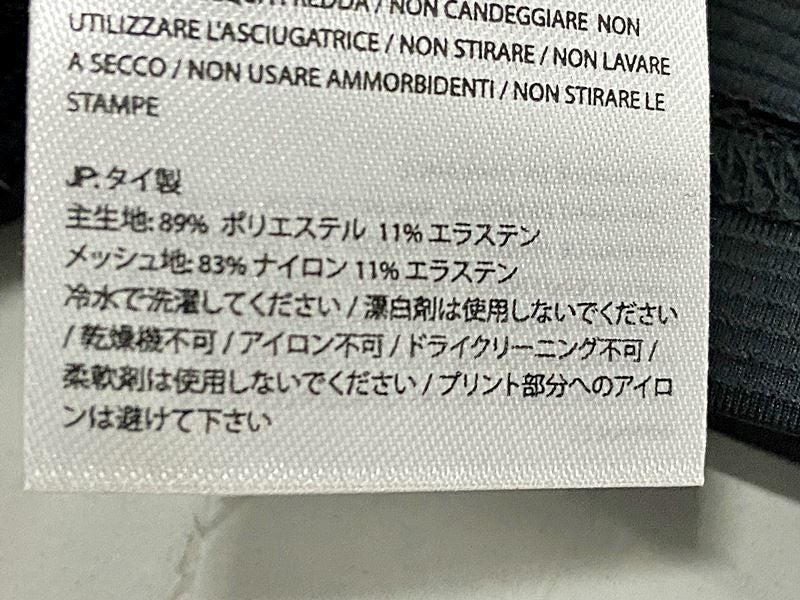 FREDDA / NON CANDEGGIARE NON
UTILIZZARE L'ASCIUGATRICE / NON STIRARE / NON LAVARE
A SECCO / NON USARE AMMORBIDENTI / NON STIRARE LE
STAMPE
JP: タイ製
主生地: 89% ポリエステル 11% エラステン
メッシュ地: 83% ナイロン 11% エラステン
冷水で洗濯してください / 漂白剤は使用しないでください
/ 乾燥機不可 / アイロン不可 / ドライクリーニング不可 /
柔軟剤は使用しないでください / プリント部分へのアイロ
ンは避けて下さい